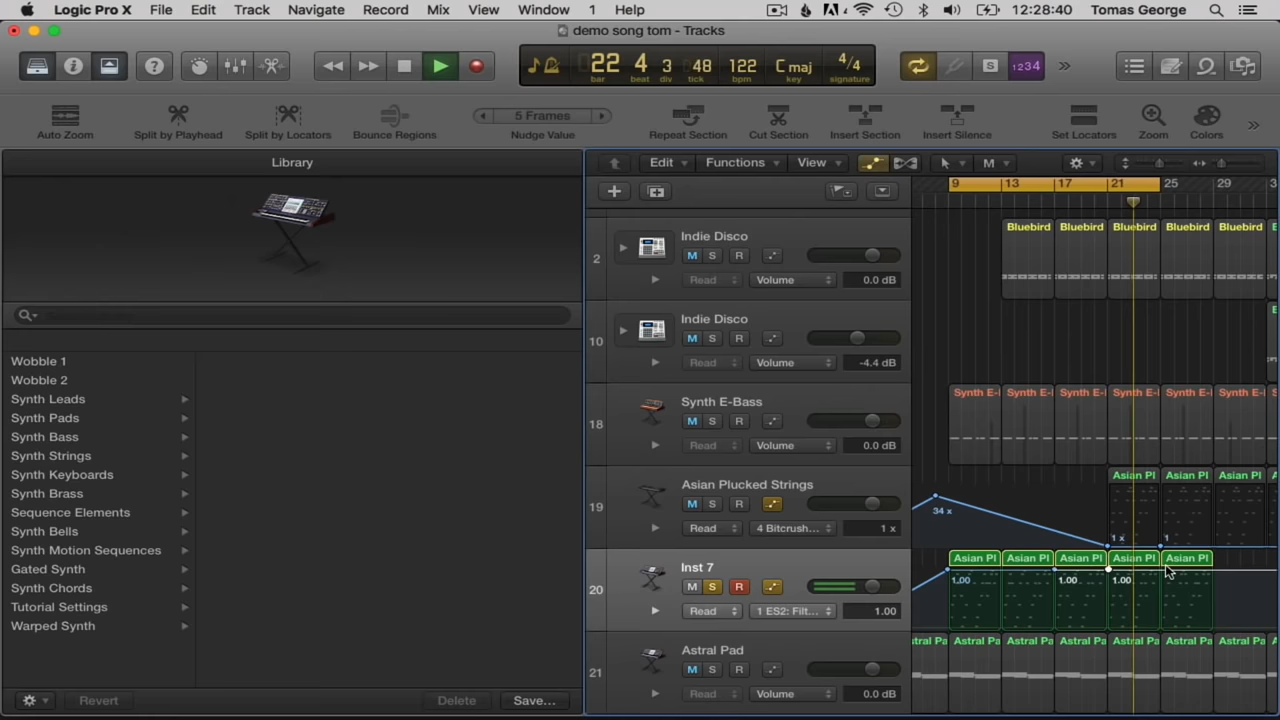 Logic Pro X File Edit Track Navigate Record Mix View Window 1 Help 4 12:28:40 Tomas George
demo song tom - Tracks
22 4 3 48 122 C maj 4/4
bar beat div tick bpm key signature
S 1234
Auto Zoom Split by Playhead Split by Locators Bounce Regions 5 Frames Nudge Value Repeat Section Cut Section Insert Section Insert Silence Set Locators Zoom Colors
Library
Edit Functions View M
9 13 17 21 25 29 3
Wobble 1
Wobble 2
Synth Leads
Synth Pads
Synth Bass
Synth Strings
Synth Keyboards
Synth Brass
Sequence Elements
Synth Bells
Synth Motion Sequences
Gated Synth
Synth Chords
Tutorial Settings
Warped Synth
Revert Delete Save...
2 Indie Disco
M S R
Read Volume 0.0 dB
Bluebird Bluebird Bluebird Bluebird Bluebird
10 Indie Disco
M S R
Read Volume -4.4 dB
18 Synth E-Bass
M S R
Read Volume 0.0 dB
Synth E-I Synth E-I Synth E-I Synth E-I Synth E-I Synth E-I
19 Asian Plucked Strings
M S R
Read 4 Bitcrush... 1 x
Asian Pl Asian Pl Asian Pl
34 x 1 x 1
20 Inst 7
M S R
Read 1 ES2: Filt... 1.00
Asian Pl Asian Pl Asian Pl Asian Pl Asian Pl
1.00 1.00 1.00
21 Astral Pad
M S R
Read Volume 0.0 dB
tral Pa Astral Pa Astral Pa Astral Pa Astral Pa Astral Pa Astral Pa